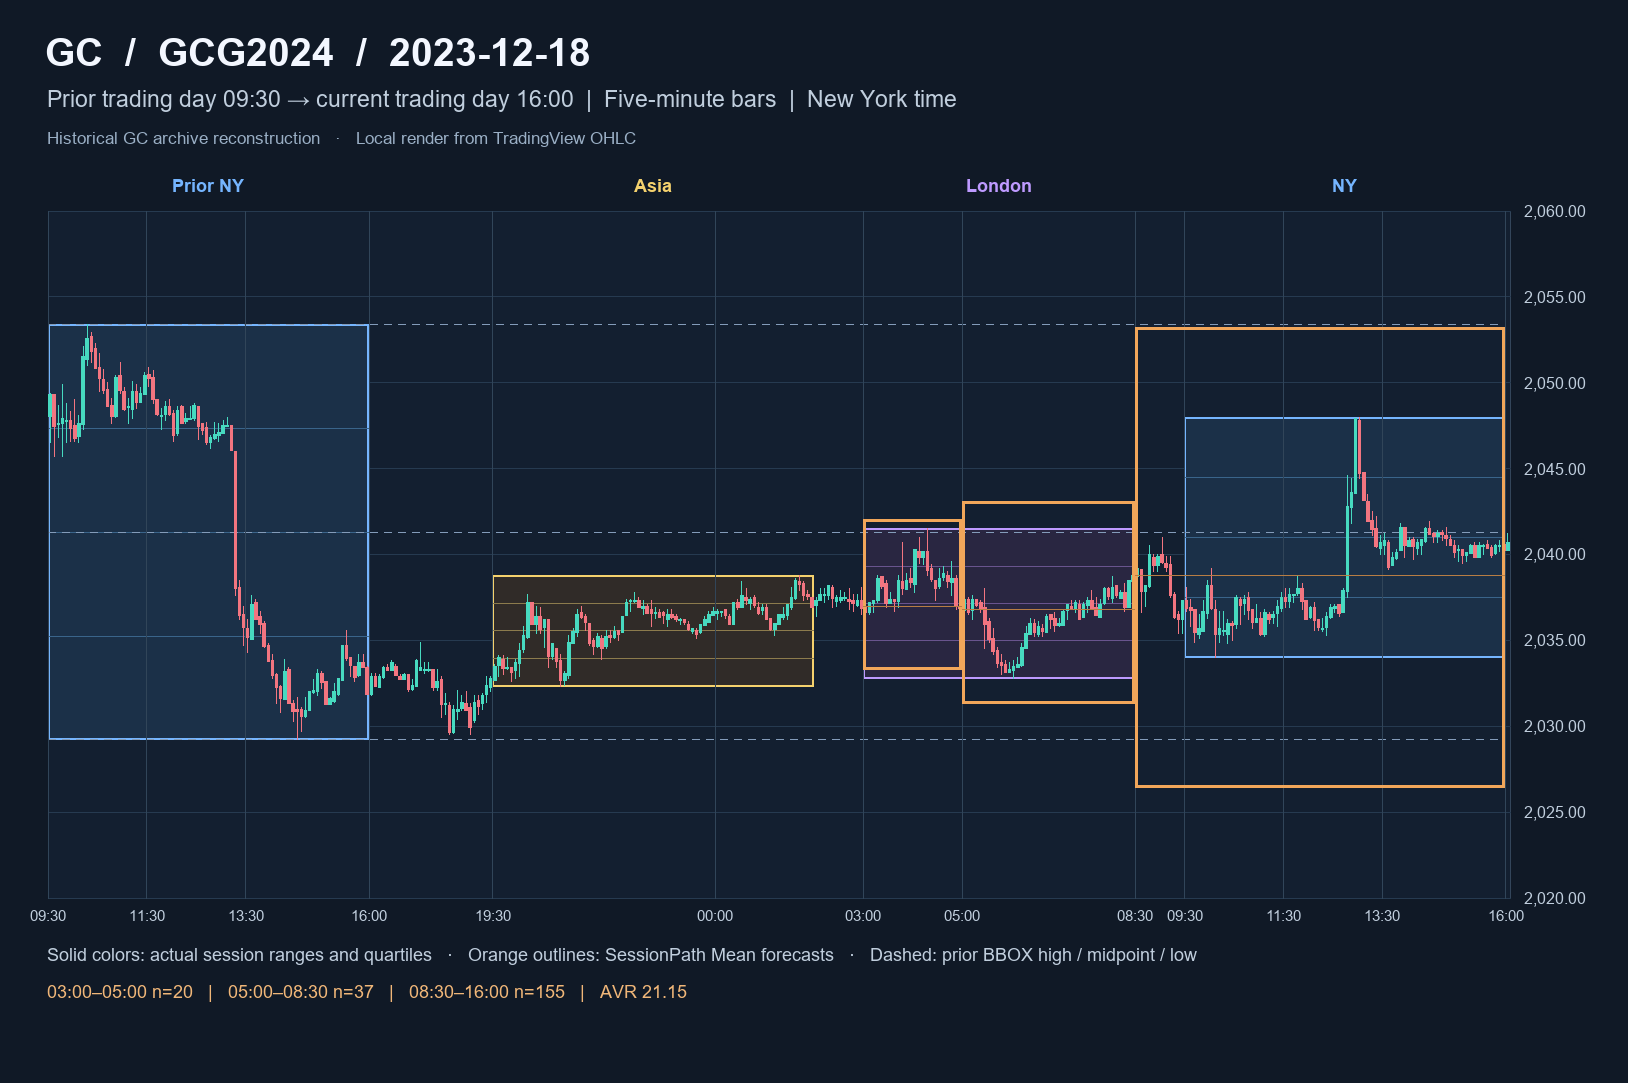 GC / GCG2024 / 2023-12-18
Prior trading day 09:30 → current trading day 16:00 | Five-minute bars | New York time
Historical GC archive reconstruction · Local render from TradingView OHLC
Prior NY Asia London NY
2,060.00
2,055.00
2,050.00
2,045.00
2,040.00
2,035.00
2,030.00
2,025.00
2,020.00
09:30 11:30 13:30 16:00 19:30 00:00 03:00 05:00 08:30 09:30 11:30 13:30 16:00
Solid colors: actual session ranges and quartiles · Orange outlines: SessionPath Mean forecasts · Dashed: prior BBOX high / midpoint / low
03:00–05:00 n=20 | 05:00–08:30 n=37 | 08:30–16:00 n=155 | AVR 21.15